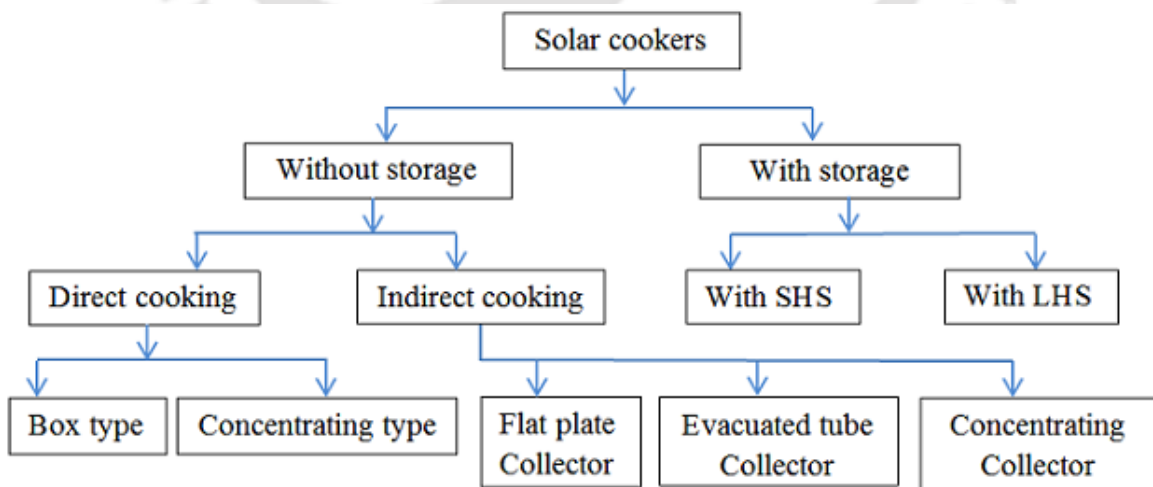 Solar cookers
Without storage
With storage
Direct cooking
Indirect cooking
With SHS
With LHS
Box type
Concentrating type
Flat plate
Collector
Evacuated tube
Collector
Concentrating
Collector